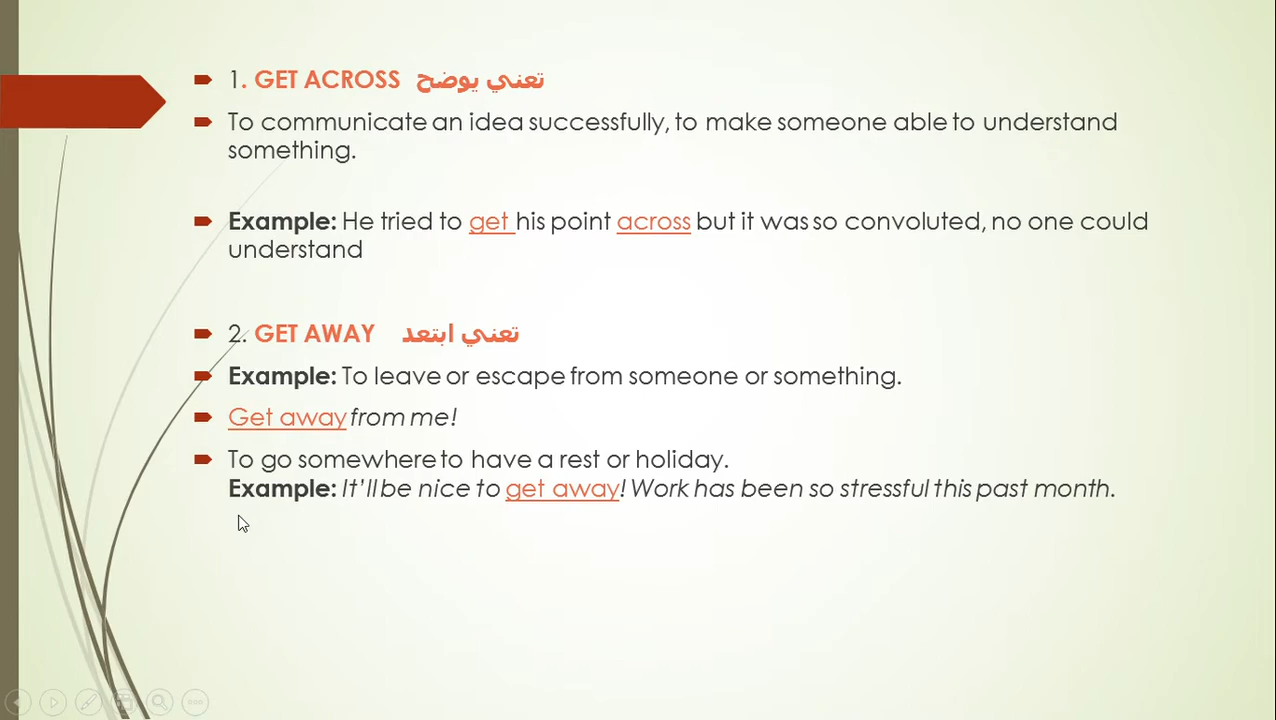 1. GET ACROSS تعني يوضح
To communicate an idea successfully, to make someone able to understand
something.
Example: He tried to get his point across but it was so convoluted, no one could
understand
2. GET AWAY تعني ابتعد
Example: To leave or escape from someone or something.
Get away from me!
To go somewhere to have a rest or holiday.
Example: It'll be nice to get away! Work has been so stressful this past month.